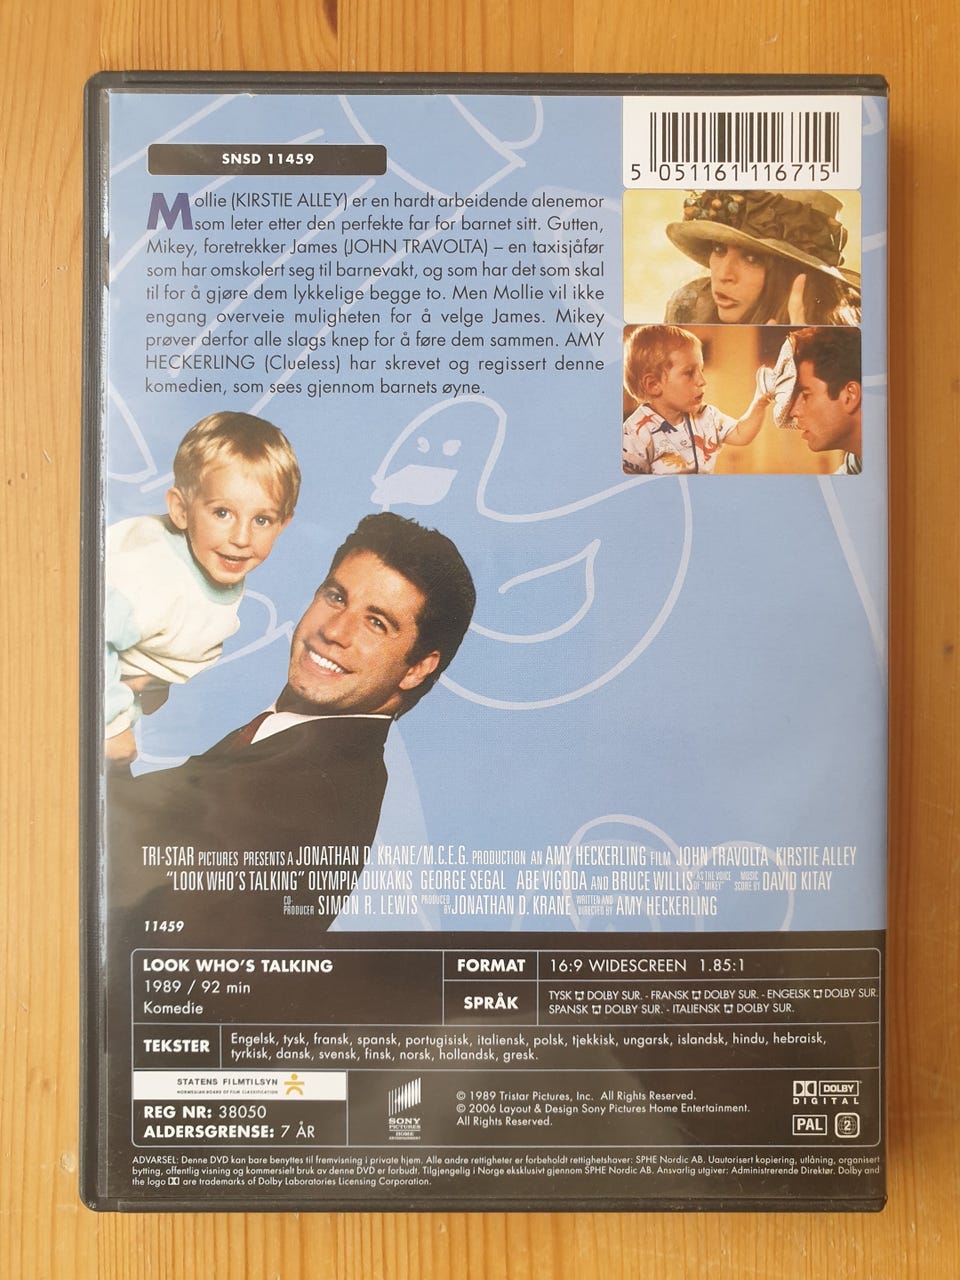 SNSD 11459
5 051161 116715
Mollie (KIRSTIE ALLEY) er en hardt arbeidende alenemor
som leter etter den perfekte far for barnet sitt. Gutten,
Mikey, foretrekker James (JOHN TRAVOLTA) – en taxisjåfør
som har omskolert seg til barnevakt, og som har det som skal
til for å gjøre dem lykkelige begge to. Men Mollie vil ikke
engang overveie muligheten for å velge James. Mikey
prøver derfor alle slags knep for å føre dem sammen. AMY
HECKERLING (Clueless) har skrevet og regissert denne
komedien, som sees gjennom barnets øyne.
TRI-STAR PICTURES PRESENTS A JONATHAN D. KRANE/M.C.E.G. PRODUCTION AN AMY HECKERLING FILM JOHN TRAVOLTA KIRSTIE ALLEY
"LOOK WHO'S TALKING" OLYMPIA DUKAKIS GEORGE SEGAL ABE VIGODA AND BRUCE WILLIS AS THE VOICE OF "MIKEY" MUSIC SCORE BY DAVID KITAY
CO-PRODUCER SIMON R. LEWIS PRODUCED BY JONATHAN D. KRANE WRITTEN AND DIRECTED BY AMY HECKERLING
11459
LOOK WHO'S TALKING
1989 / 92 min
Komedie
FORMAT 16:9 WIDESCREEN 1.85:1
SPRÅK TYSK DOLBY SUR. - FRANSK DOLBY SUR. - ENGELSK DOLBY SUR.
SPANSK DOLBY SUR. - ITALIENSK DOLBY SUR.
TEKSTER Engelsk, tysk, fransk, spansk, portugisisk, italiensk, polsk, tjekkisk, ungarsk, islandsk, hindu, hebraisk,
tyrkisk, dansk, svensk, finsk, norsk, hollandsk, gresk.
STATENS FILMTILSYN
NORWEGIAN BOARD OF FILM CLASSIFICATION
REG NR: 38050
ALDERSGRENSE: 7 ÅR
SONY
PICTURES
HOME
ENTERTAINMENT
© 1989 Tristar Pictures, Inc. All Rights Reserved.
© 2006 Layout & Design Sony Pictures Home Entertainment.
All Rights Reserved.
DOLBY
DIGITAL
PAL 2
ADVARSEL: Denne DVD kan bare benyttes til fremvisning i private hjem. Alle andre rettigheter er forbeholdt rettighetshaver: SPHE Nordic AB. Uautorisert kopiering, utlåning, organisert
bytting, offentlig visning og kommersielt bruk av denne DVD er forbudt. Tilgjengelig i Norge eksklusivt gjennom SPHE Nordic AB. Ansvarlig utgiver: Administrerende Direktør. Dolby and
the logo are trademarks of Dolby Laboratories Licensing Corporation.